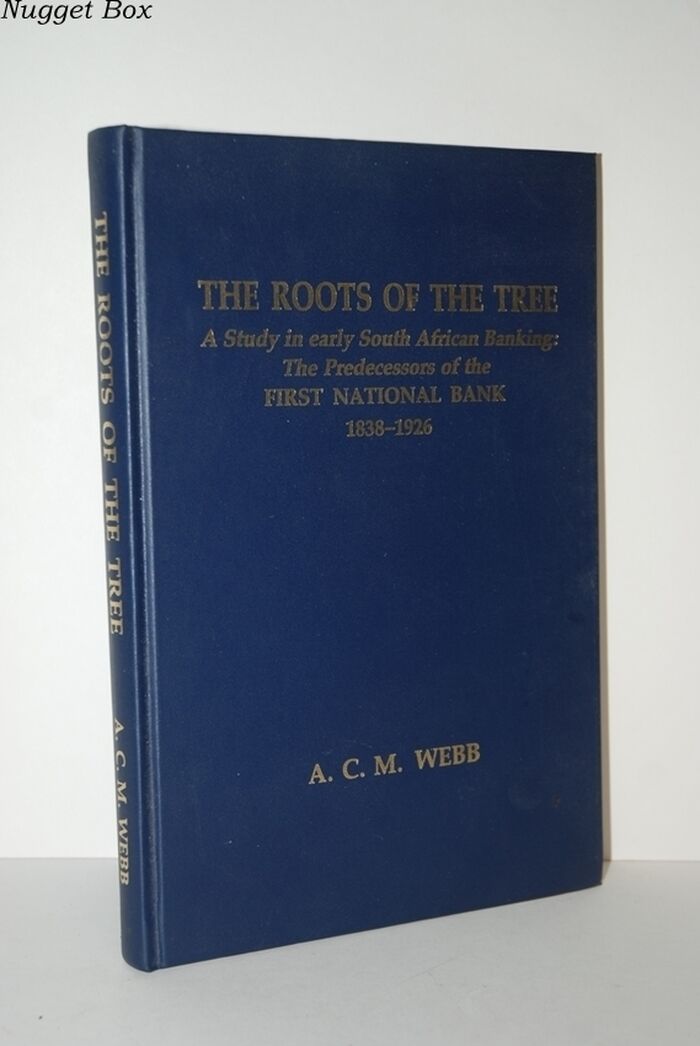 Nugget Box
THE ROOTS OF THE TREE
A. C. M. WEBB
THE ROOTS OF THE TREE
A Study in early South African Banking:
The Predecessors of the
FIRST NATIONAL BANK
1838–1926
A. C. M. WEBB